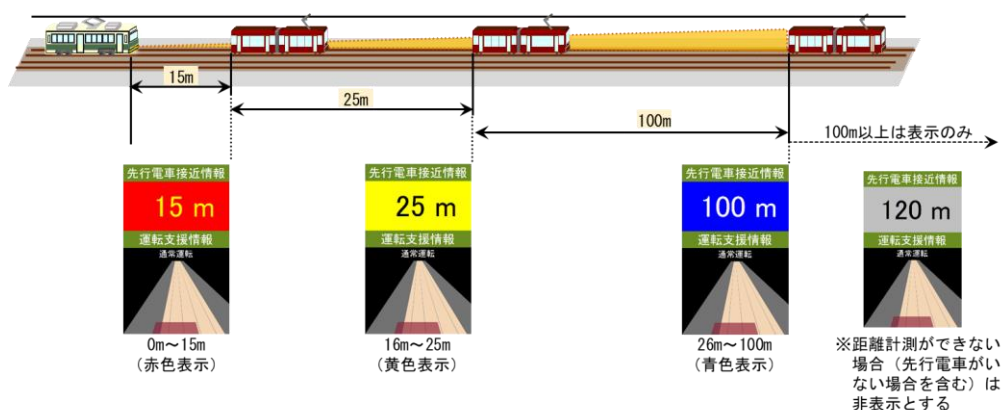 15m
25m
100m
100m以上は表示のみ
先行電車接近情報
15 m
運転支援情報
通常運転
0m～15m
（赤色表示）
先行電車接近情報
25 m
運転支援情報
通常運転
16m～25m
（黄色表示）
先行電車接近情報
100 m
運転支援情報
通常運転
26m～100m
（青色表示）
先行電車接近情報
120 m
運転支援情報
通常運転
※距離計測ができない
場合（先行電車がい
ない場合を含む）は
非表示とする